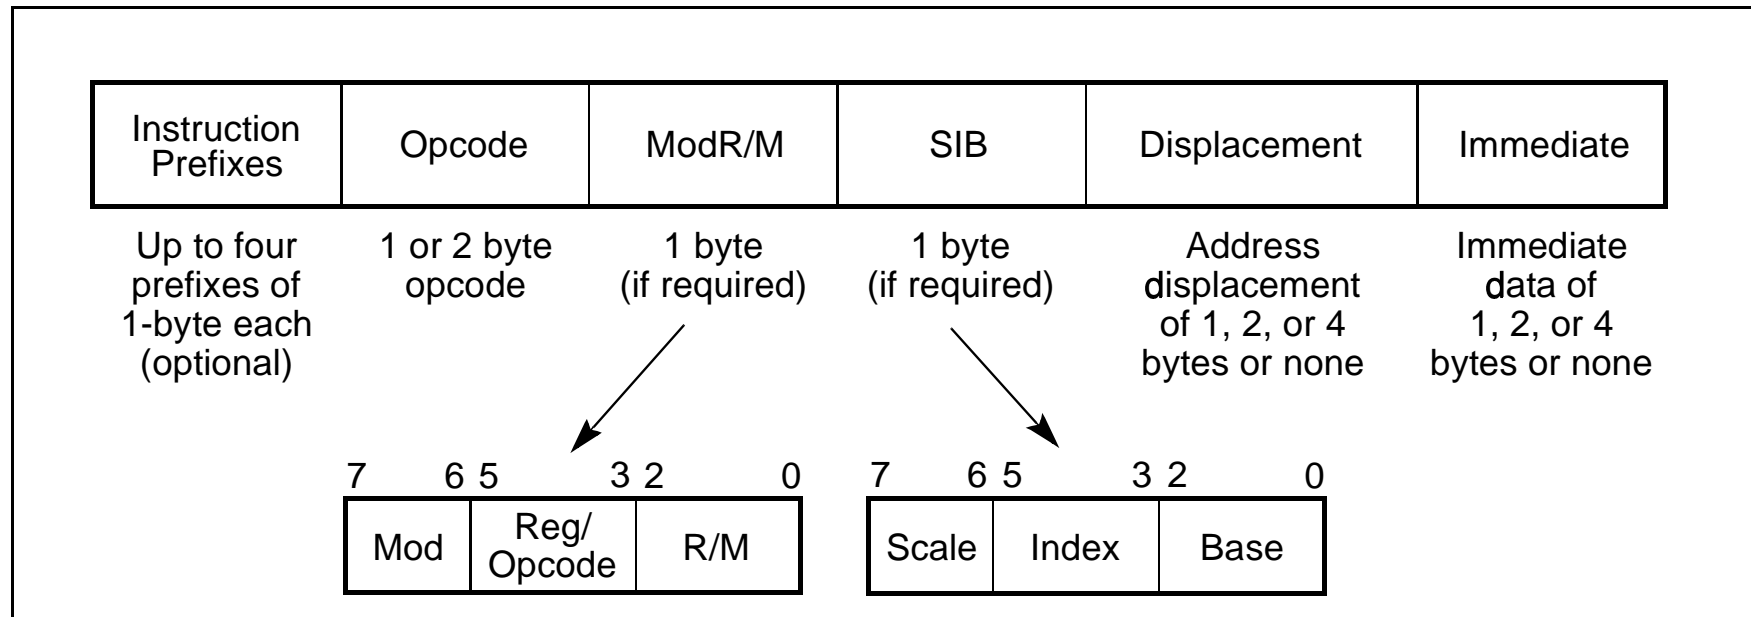 Instruction
Prefixes
Opcode
ModR/M
SIB
Displacement
Immediate
Up to four
prefixes of
1-byte each
(optional)
1 or 2 byte
opcode
1 byte
(if required)
1 byte
(if required)
Address
displacement
of 1, 2, or 4
bytes or none
Immediate
data of
1, 2, or 4
bytes or none
7 6 5 3 2 0
Mod
Reg/
Opcode
R/M
7 6 5 3 2 0
Scale
Index
Base